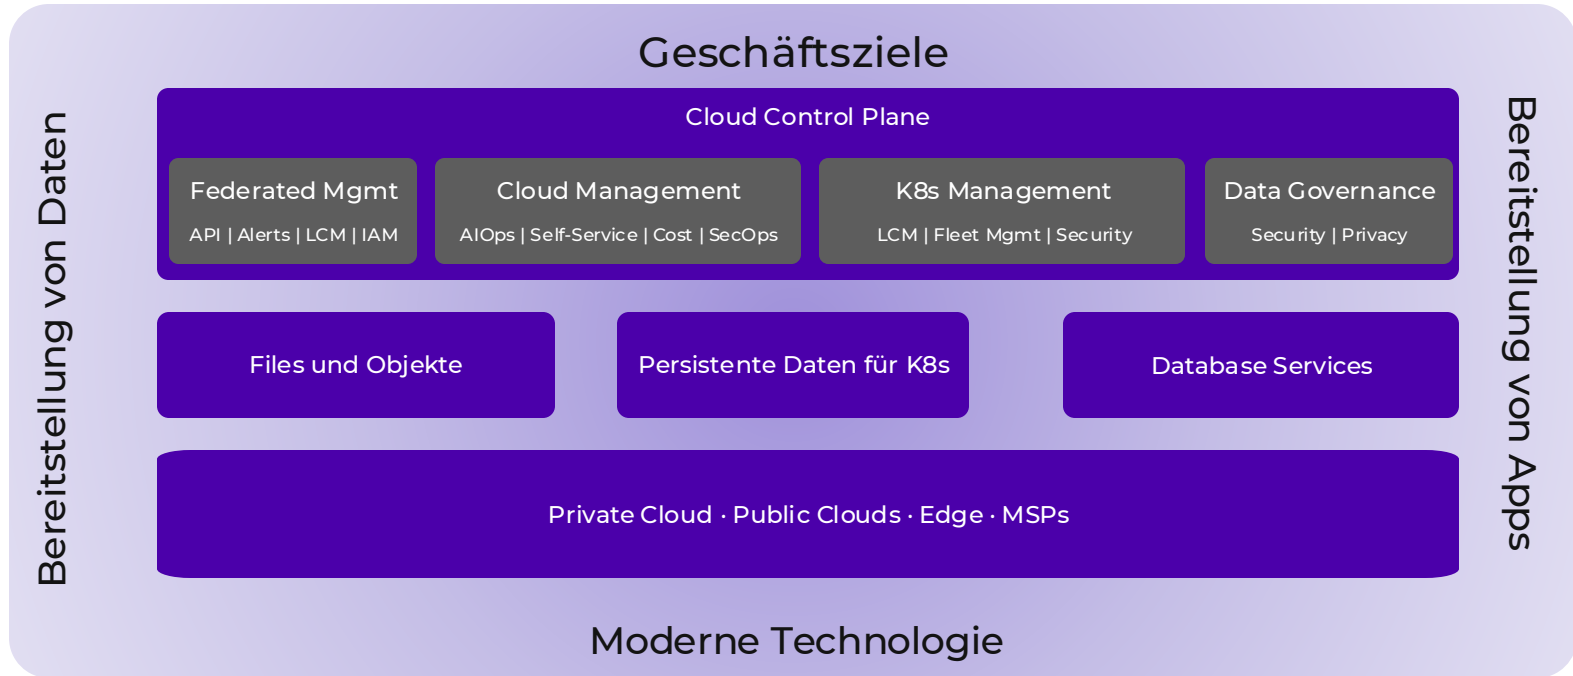 Geschäftsziele
Bereitstellung von Daten
Cloud Control Plane
Federated Mgmt
API | Alerts | LCM | IAM
Cloud Management
AIOps | Self-Service | Cost | SecOps
K8s Management
LCM | Fleet Mgmt | Security
Data Governance
Security | Privacy
Files und Objekte
Persistente Daten für K8s
Database Services
Private Cloud · Public Clouds · Edge · MSPs
Bereitstellung von Apps
Moderne Technologie